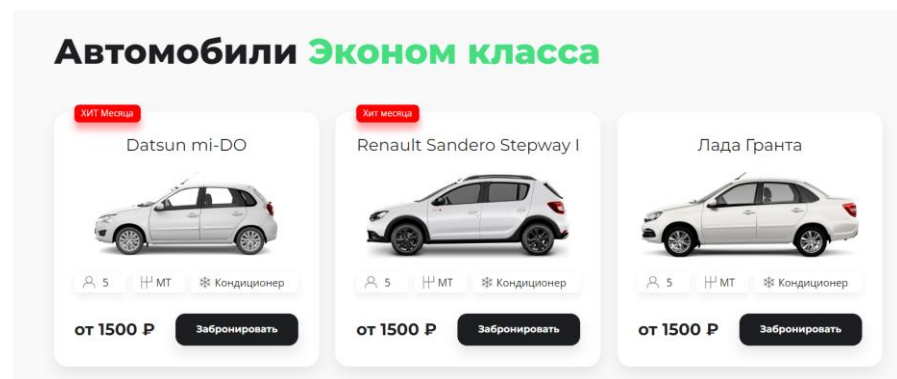 Автомобили Эконом класса
ХИТ Месяца
Datsun mi-DO
5 МТ Кондиционер
от 1500 ₽ Забронировать
Хит месяца
Renault Sandero Stepway I
5 МТ Кондиционер
от 1500 ₽ Забронировать
Лада Гранта
5 МТ Кондиционер
от 1500 ₽ Забронировать